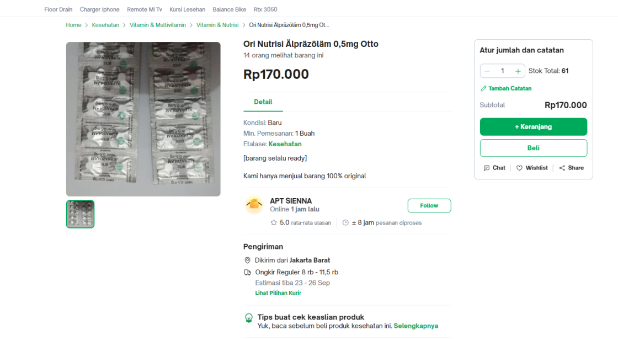 Floor Drain Charger Iphone Remote Mi Tv Kursi Lesehan Balance Bike Rtx 3050
Home > Kesehatan > Vitamin & Multivitamin > Vitamin & Nutrisi > Ori Nutrisi Älpräzöläm 0,5mg Ot...
Ori Nutrisi Älpräzöläm 0,5mg Otto
14 orang melihat barang ini
Rp170.000
Detail
Kondisi: Baru
Min. Pemesanan: 1 Buah
Etalase: Kesehatan
[barang selalu ready]
Kami hanya menjual barang 100% original
APT SIENNA
Online 1 jam lalu
Follow
5.0 rata-rata ulasan
± 8 jam pesanan diproses
Pengiriman
Dikirim dari Jakarta Barat
Ongkir Reguler 8 rb - 11,5 rb
Estimasi tiba 23 - 26 Sep
Lihat Pilihan Kurir
Tips buat cek keaslian produk
Yuk, baca sebelum beli produk kesehatan ini. Selengkapnya
Atur jumlah dan catatan
− 1 +
Stok Total: 61
Tambah Catatan
Subtotal Rp170.000
+ Keranjang
Beli
Chat Wishlist Share